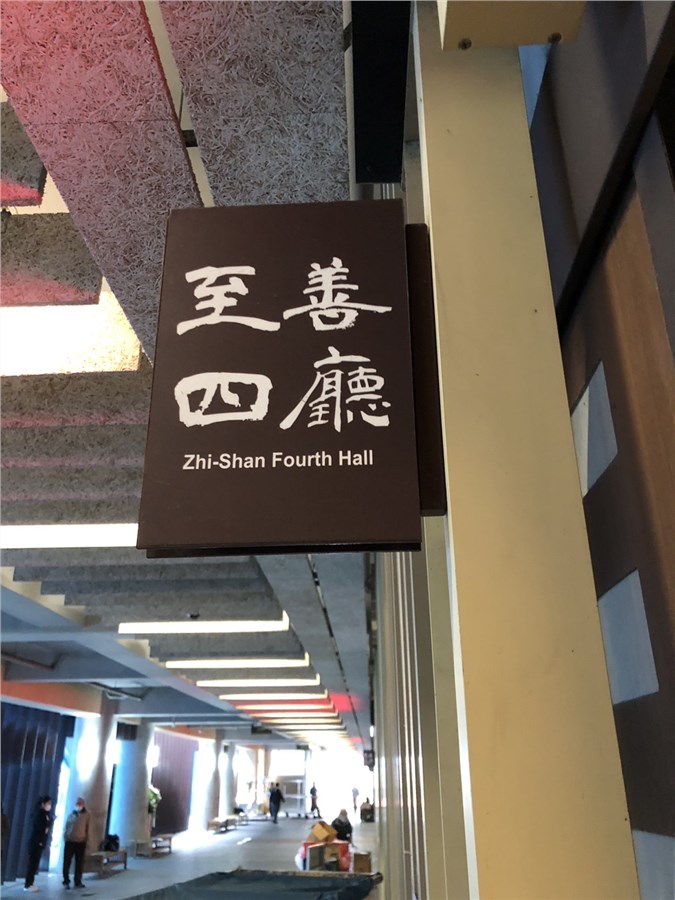 至善
四廳
Zhi-Shan Fourth Hall